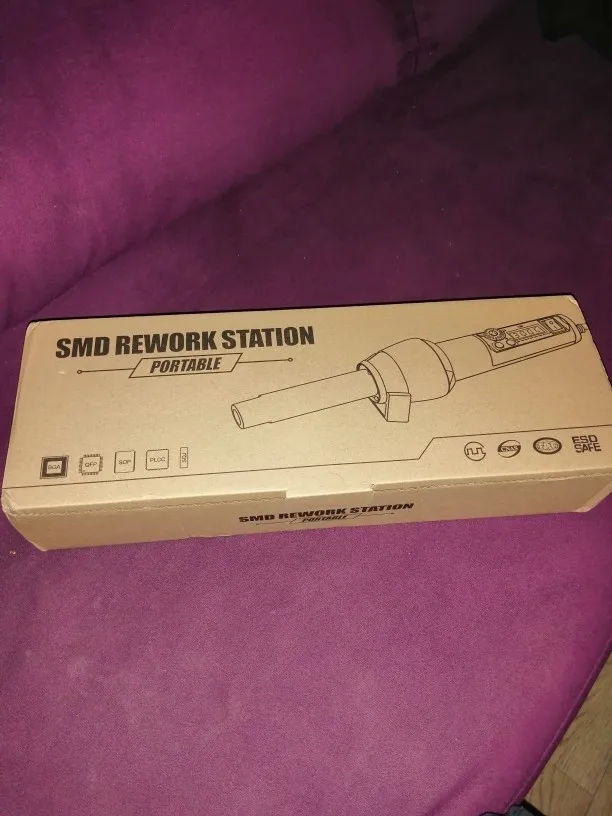 SMD REWORK STATION
PORTABLE
BGA QFP SOP PLCC
ESD
SAFE
SMD REWORK STATION
PORTABLE